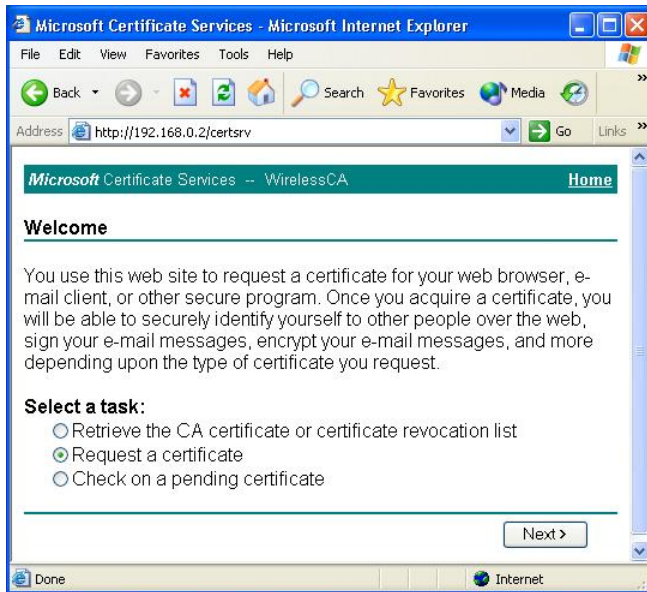 Microsoft Certificate Services - Microsoft Internet Explorer
File Edit View Favorites Tools Help
Back Search Favorites Media »
Address http://192.168.0.2/certsrv Go Links »
Microsoft Certificate Services -- WirelessCA Home
Welcome
You use this web site to request a certificate for your web browser, e-
mail client, or other secure program. Once you acquire a certificate, you
will be able to securely identify yourself to other people over the web,
sign your e-mail messages, encrypt your e-mail messages, and more
depending upon the type of certificate you request.
Select a task:
Retrieve the CA certificate or certificate revocation list
Request a certificate
Check on a pending certificate
Next >
Done Internet